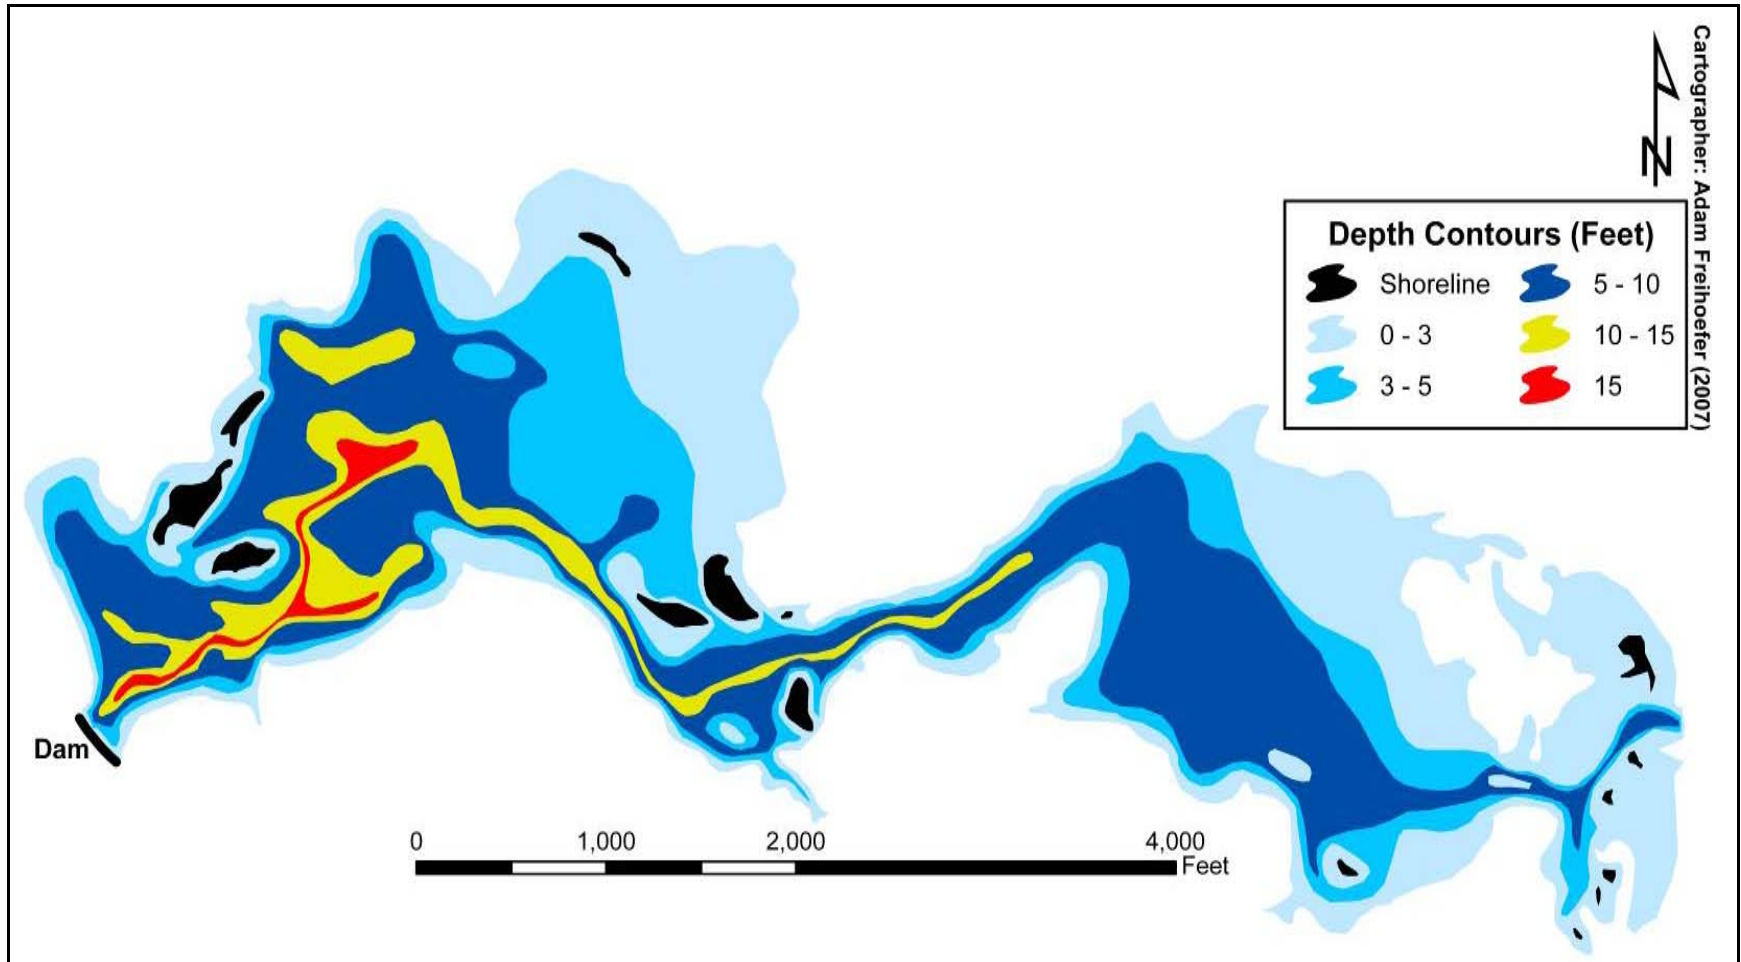 N
Cartographer: Adam Freihoefer (2007)
Depth Contours (Feet)
Shoreline
0 - 3
3 - 5
5 - 10
10 - 15
15
Dam
0 1,000 2,000 4,000
Feet